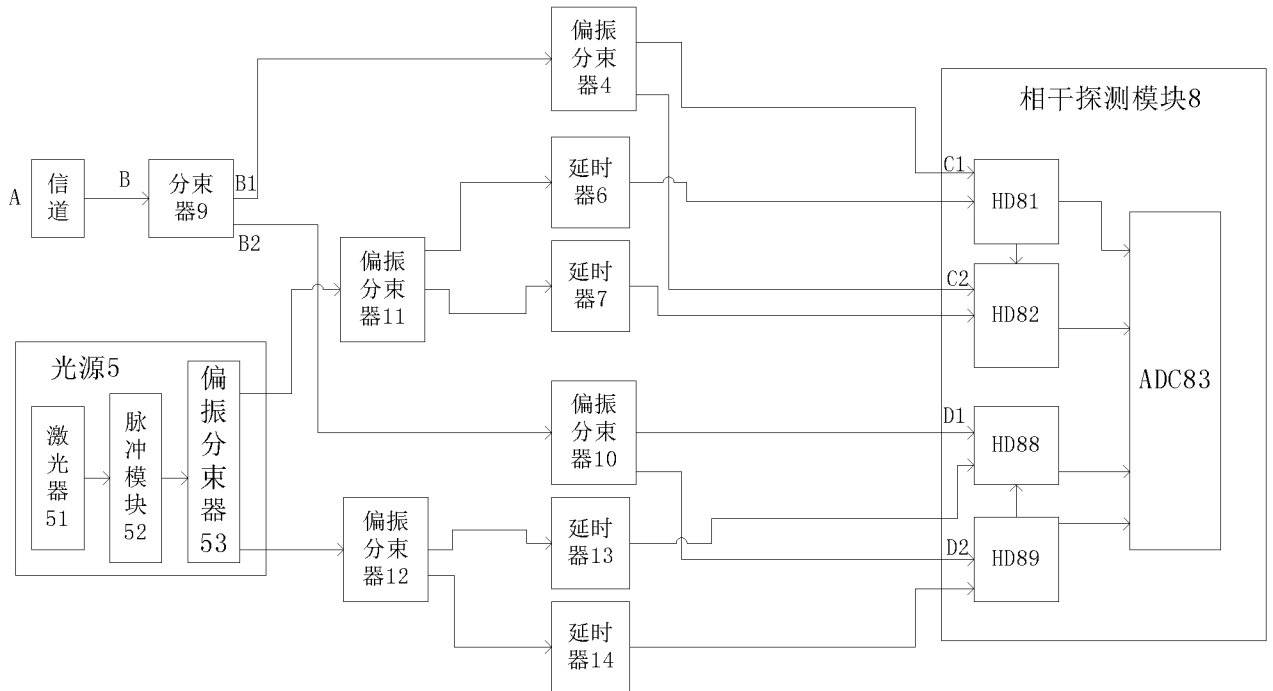 偏振
分束
器4
相干探测模块8
A
信
道
B
分束
器9
B1
B2
延时
器6
C1
HD81
偏振
分束
器11
延时
器7
C2
HD82
ADC83
光源5
激
光
器
51
脉
冲
模
块
52
偏
振
分
束
器
53
偏振
分束
器10
D1
HD88
偏振
分束
器12
延时
器13
D2
HD89
延时
器14